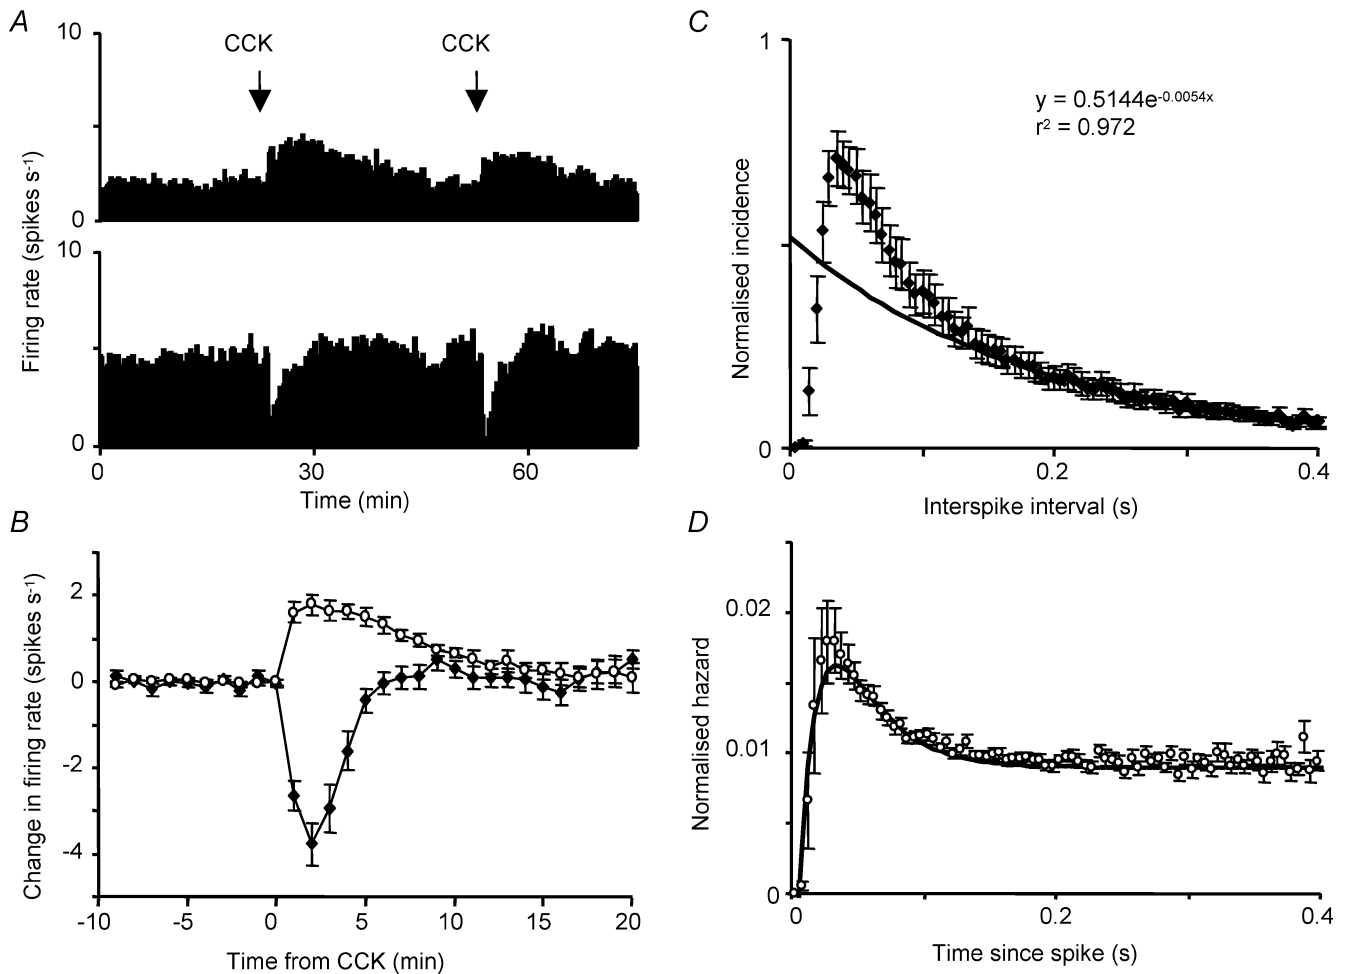 A
10
CCK
CCK
0
10
0
0
30
60
Firing rate (spikes s-1)
Time (min)
B
2
0
-2
-4
-10
-5
0
5
10
15
20
Change in firing rate (spikes s-1)
Time from CCK (min)
C
1
y = 0.5144e-0.0054x
r2 = 0.972
0
0
0.2
0.4
Normalised incidence
Interspike interval (s)
D
0.02
0.01
0
0
0.2
0.4
Normalised hazard
Time since spike (s)